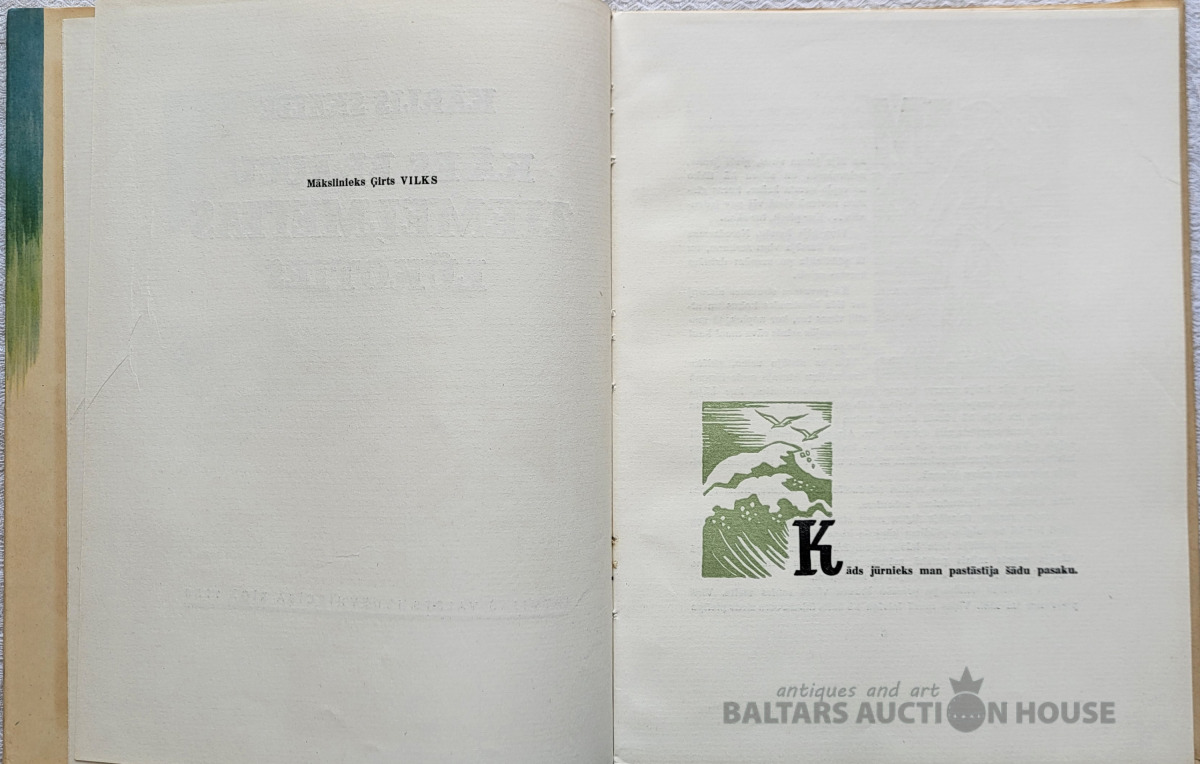 Mākslinieks Ģirts VILKS
Kāds jūrnieks man pastāstīja šādu pasaku.
antiques and art
BALTARS AUCTION HOUSE